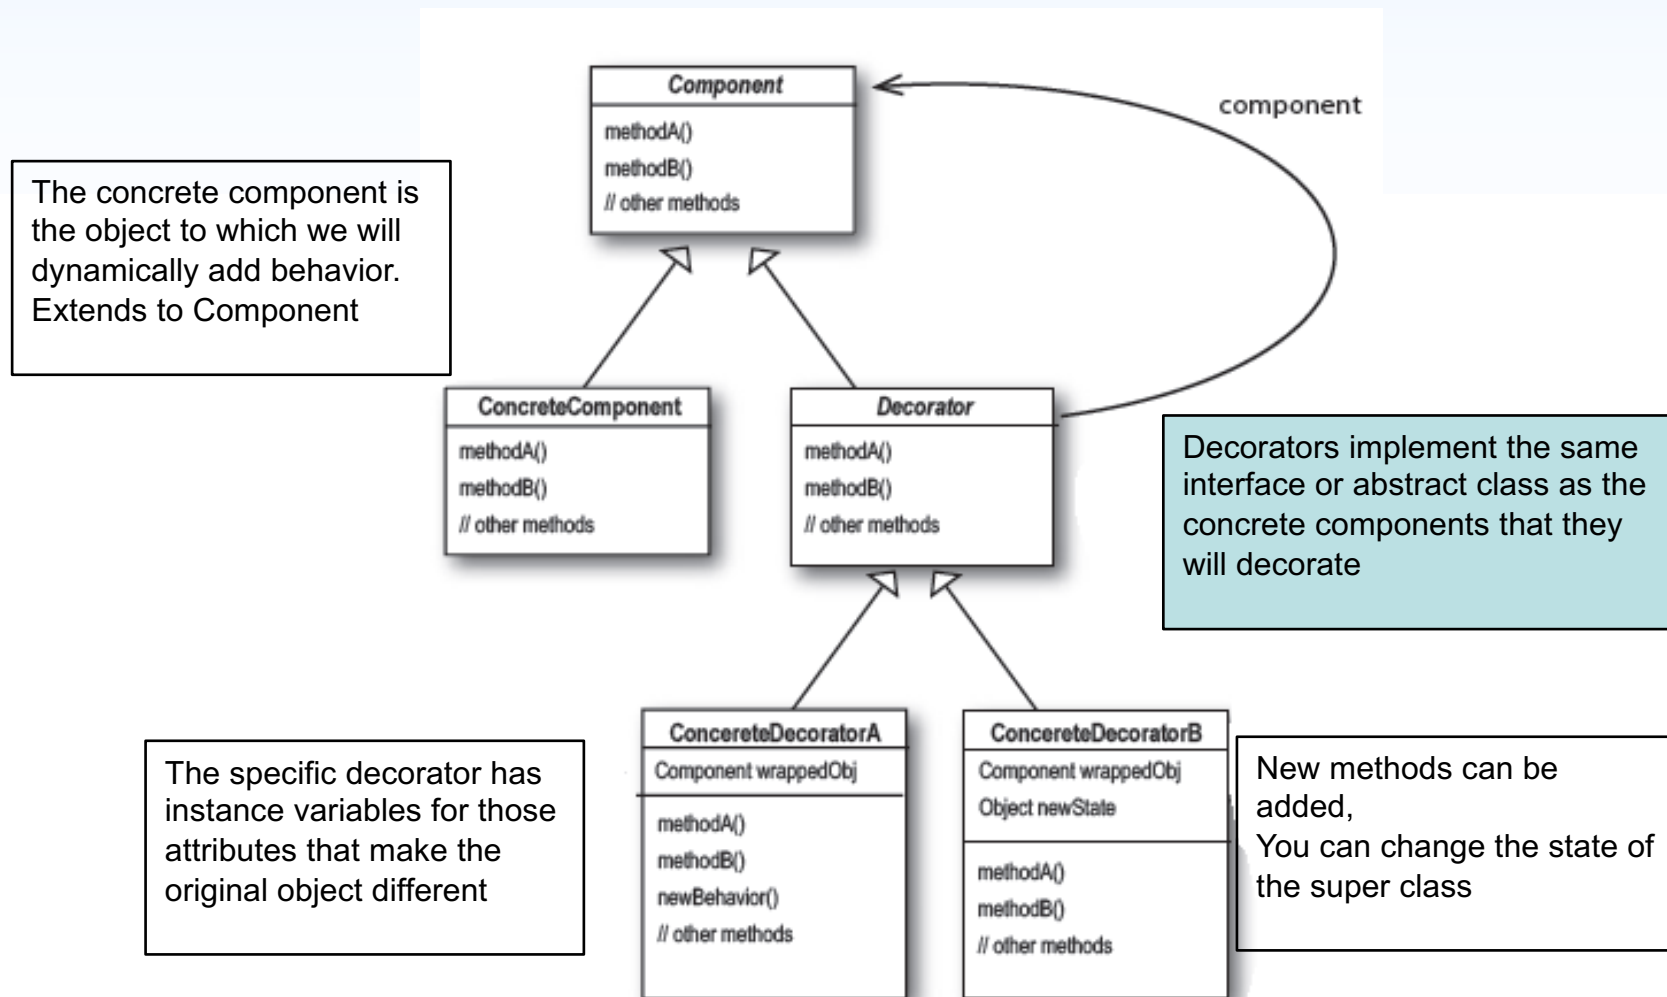 Component
methodA()
methodB()
// other methods
component
The concrete component is
the object to which we will
dynamically add behavior.
Extends to Component
ConcreteComponent
methodA()
methodB()
// other methods
Decorator
methodA()
methodB()
// other methods
Decorators implement the same
interface or abstract class as the
concrete components that they
will decorate
The specific decorator has
instance variables for those
attributes that make the
original object different
ConcereteDecoratorA
Component wrappedObj
methodA()
methodB()
newBehavior()
// other methods
ConcereteDecoratorB
Component wrappedObj
Object newState
methodA()
methodB()
// other methods
New methods can be
added,
You can change the state of
the super class